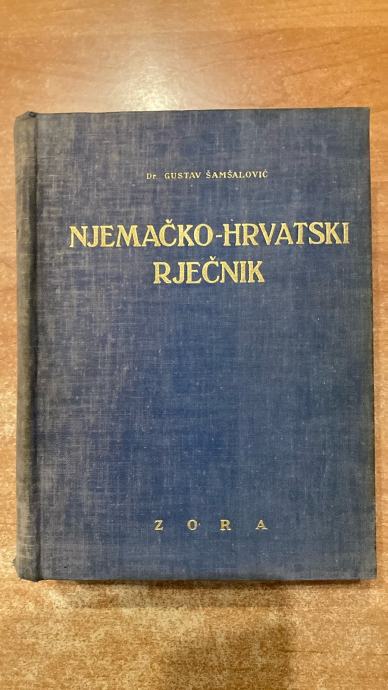 Dr. GUSTAV ŠAMŠALOVIĆ
NJEMAČKO-HRVATSKI
RJEČNIK
ZORA